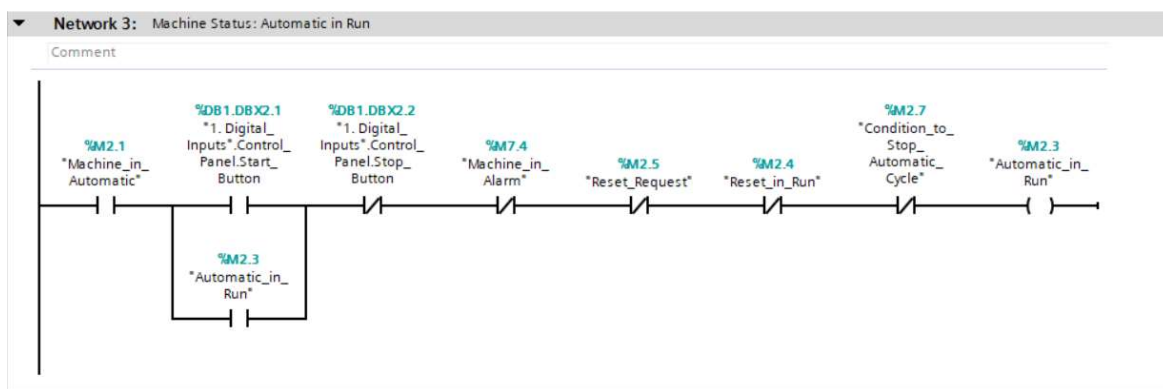 Network 3: Machine Status: Automatic in Run
Comment
%M2.1
"Machine_in_
Automatic"
%DB1.DBX2.1
"1. Digital_
Inputs".Control_
Panel.Start_
Button
%DB1.DBX2.2
"1. Digital_
Inputs".Control_
Panel.Stop_
Button
%M7.4
"Machine_in_
Alarm"
%M2.5
"Reset_Request"
%M2.4
"Reset_in_Run"
%M2.7
"Condition_to_
Stop_
Automatic_
Cycle"
%M2.3
"Automatic_in_
Run"
%M2.3
"Automatic_in_
Run"